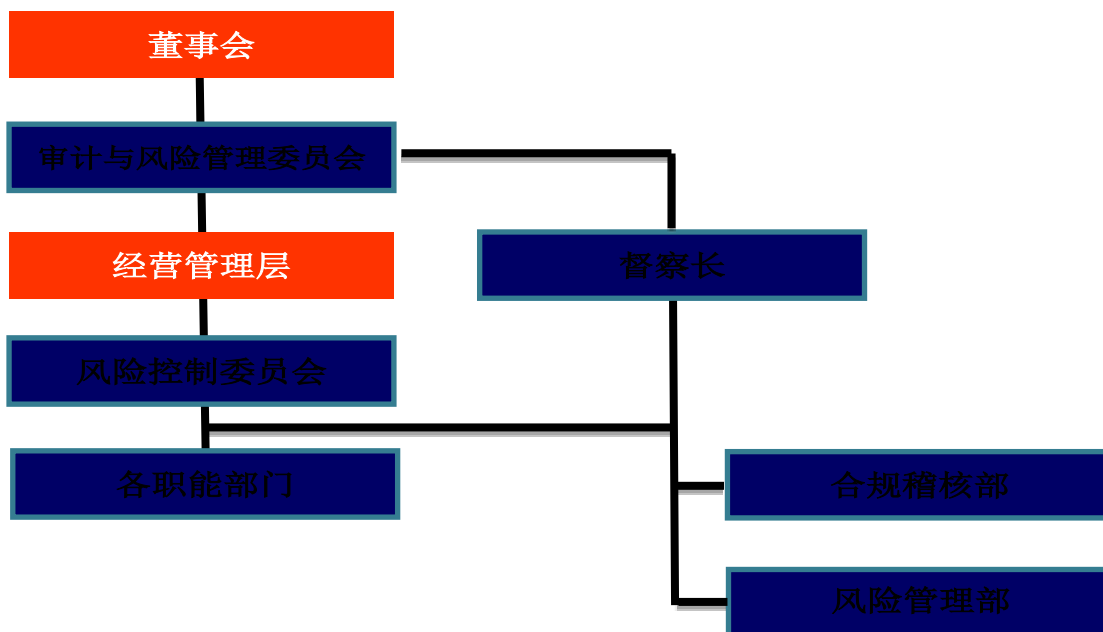 董事会
审计与风险管理委员会
经营管理层
督察长
风险控制委员会
各职能部门
合规稽核部
风险管理部